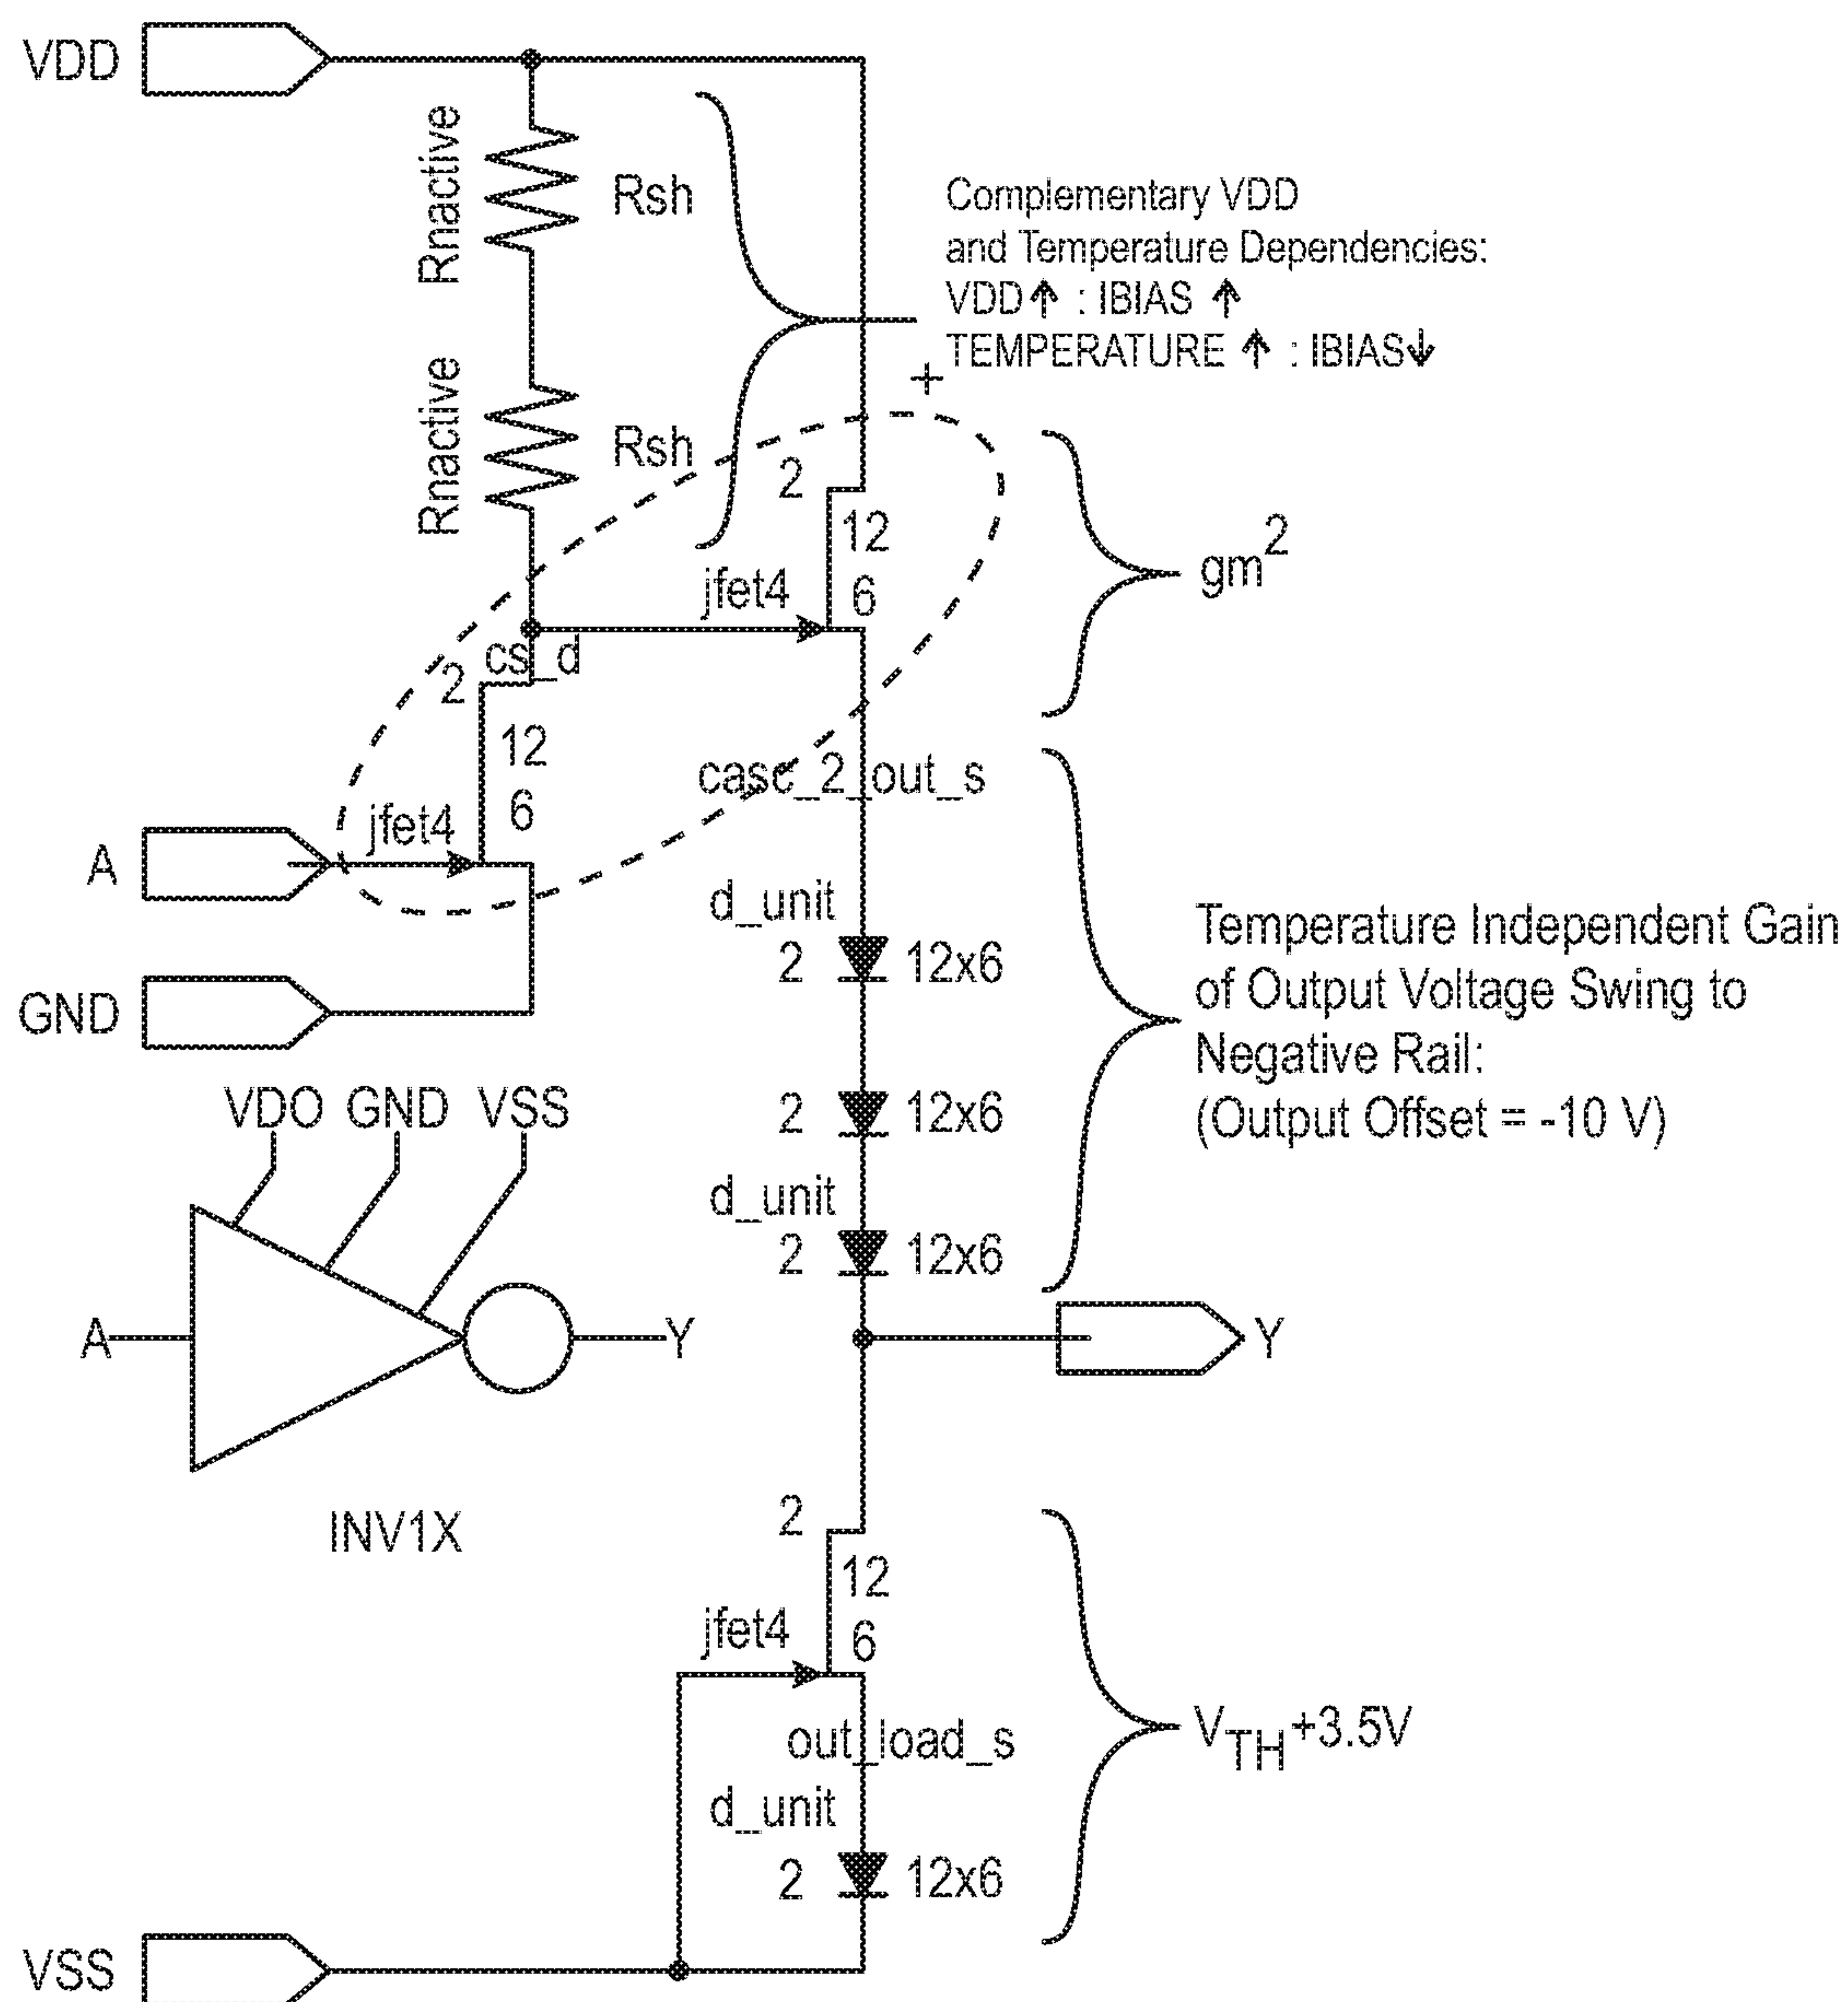 VDD
Rnactive
Rsh
Complementary VDD
and Temperature Dependencies:
VDD↑ : IBIAS ↑
TEMPERATURE ↑ : IBIAS↓
+
Rnactive
Rsh
2
12
6
jfet4
gm²
cs_d
2
12
6
jfet4
case_2_out_s
A
GND
d_unit
2
12x6
Temperature Independent Gain
of Output Voltage Swing to
Negative Rail:
(Output Offset = -10 V)
2
12x6
d_unit
2
12x6
VDO GND VSS
A
Y
INV1X
Y
2
12
6
jfet4
out_load_s
VTH+3.5V
d_unit
2
12x6
VSS